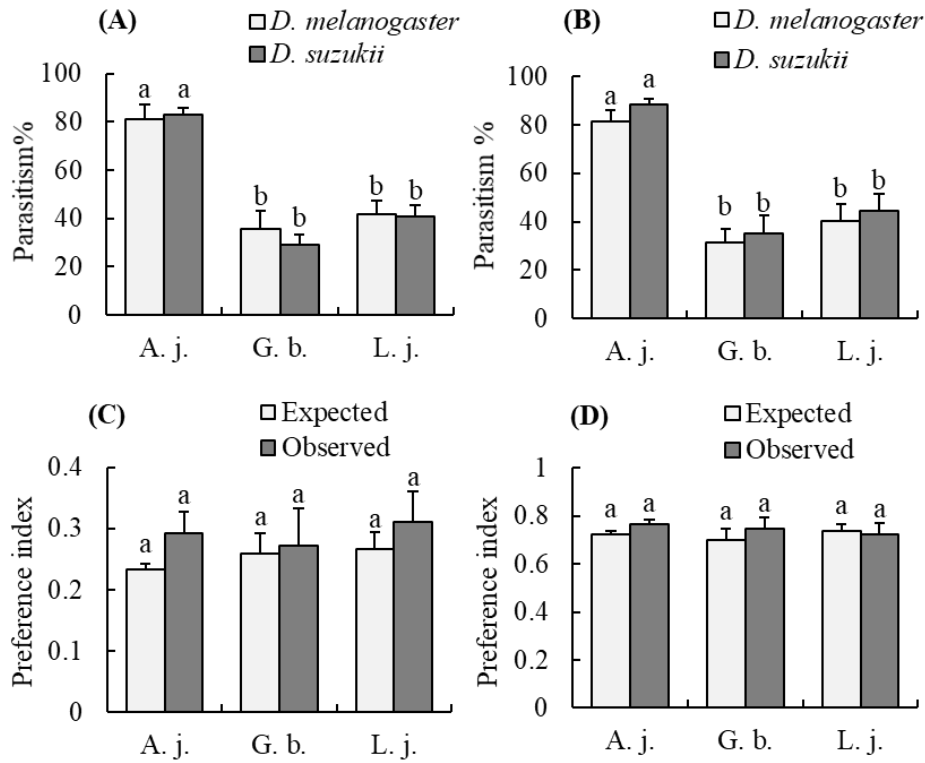 (A)
D. melanogaster
D. suzukii
Parasitism%
100
80
60
40
20
0
a a
b b
b b
A. j. G. b. L. j.
(B)
D. melanogaster
D. suzukii
Parasitism %
100
80
60
40
20
0
a a
b b
b b
A. j. G. b. L. j.
(C)
Expected
Observed
Preference index
0.4
0.3
0.2
0.1
0
a a
a a
a a
A. j. G. b. L. j.
(D)
Expected
Observed
Preference index
1
0.8
0.6
0.4
0.2
0
a a
a a
a a
A. j. G. b. L. j.